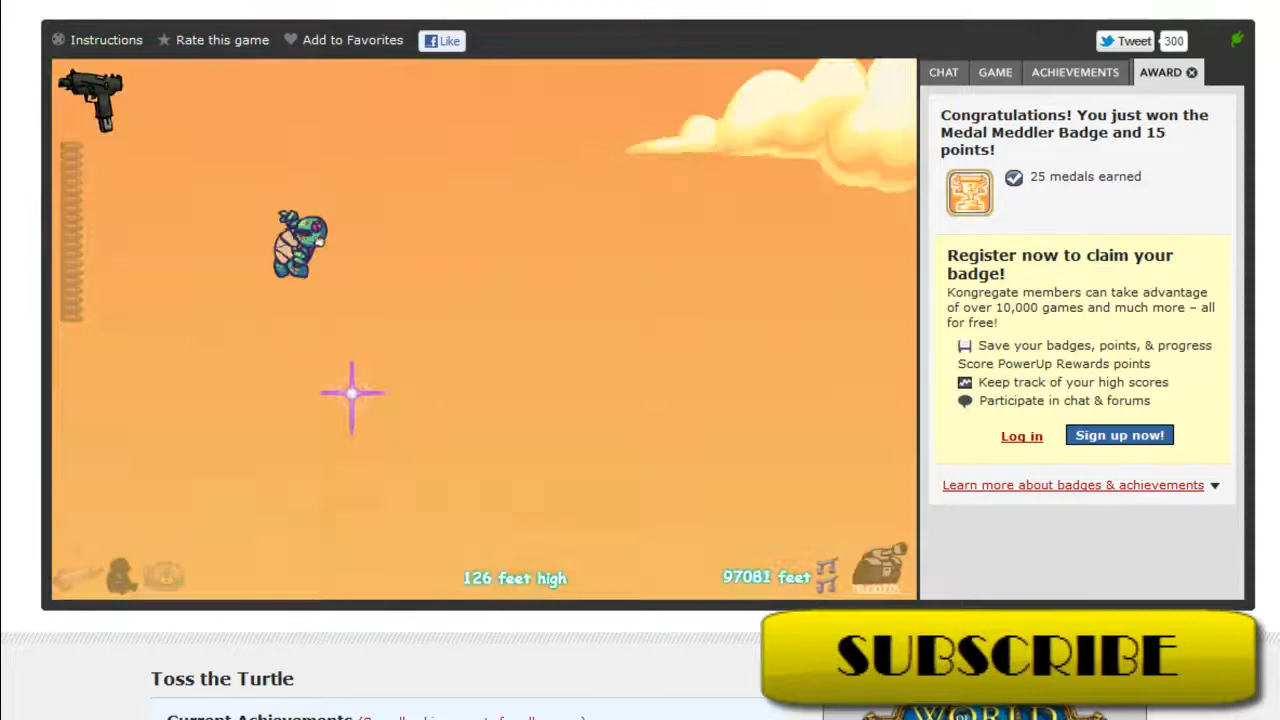 Instructions Rate this game Add to Favorites Like Tweet 300
CHAT GAME ACHIEVEMENTS AWARD
Congratulations! You just won the
Medal Meddler Badge and 15
points!
25 medals earned
Register now to claim your
badge!
Kongregate members can take advantage
of over 10,000 games and much more – all
for free!
Save your badges, points, & progress
Score PowerUp Rewards points
Keep track of your high scores
Participate in chat & forums
Log in Sign up now!
Learn more about badges & achievements
126 feet high 97081 feet
SUBSCRIBE
Toss the Turtle
Current Achievements
WORLD